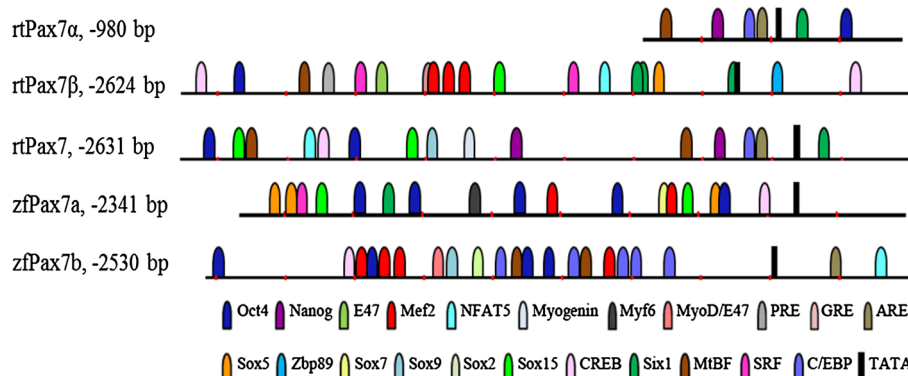 rtPax7α, -980 bp
rtPax7β, -2624 bp
rtPax7, -2631 bp
zfPax7a, -2341 bp
zfPax7b, -2530 bp
Oct4 Nanog E47 Mef2 NFAT5 Myogenin Myf6 MyoD/E47 PRE GRE ARE
Sox5 Zbp89 Sox7 Sox9 Sox2 Sox15 CREB Six1 MtBF SRF C/EBP TATA